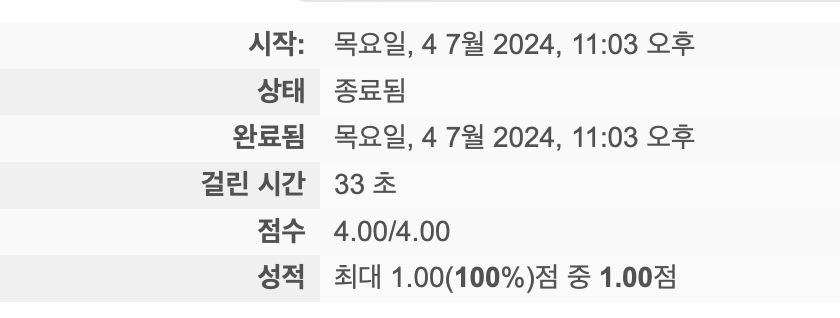 시작: 목요일, 4 7월 2024, 11:03 오후
상태 종료됨
완료됨 목요일, 4 7월 2024, 11:03 오후
걸린 시간 33 초
점수 4.00/4.00
성적 최대 1.00(100%)점 중 1.00점